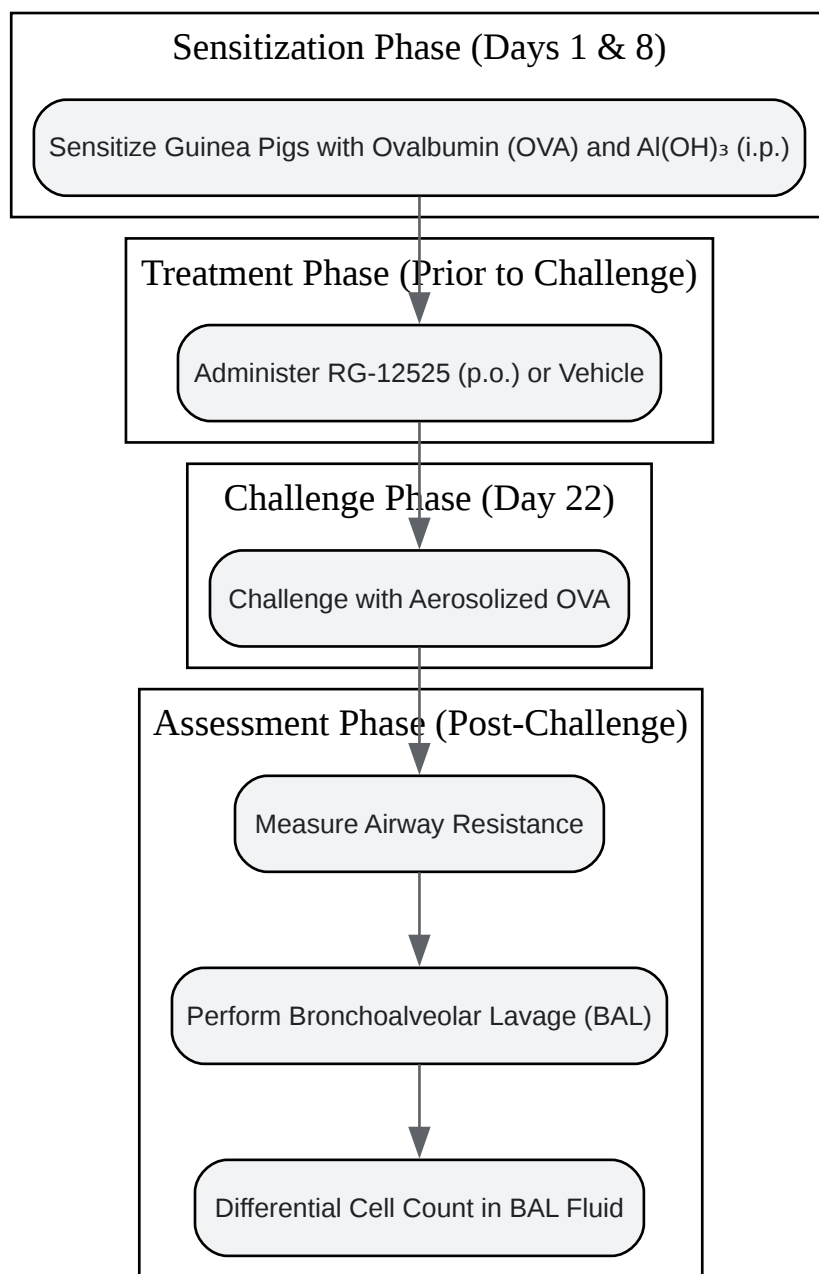 Sensitization Phase (Days 1 & 8)
Sensitize Guinea Pigs with Ovalbumin (OVA) and Al(OH)₃ (i.p.)
Treatment Phase (Prior to Challenge)
Administer RG-12525 (p.o.) or Vehicle
Challenge Phase (Day 22)
Challenge with Aerosolized OVA
Assessment Phase (Post-Challenge)
Measure Airway Resistance
Perform Bronchoalveolar Lavage (BAL)
Differential Cell Count in BAL Fluid